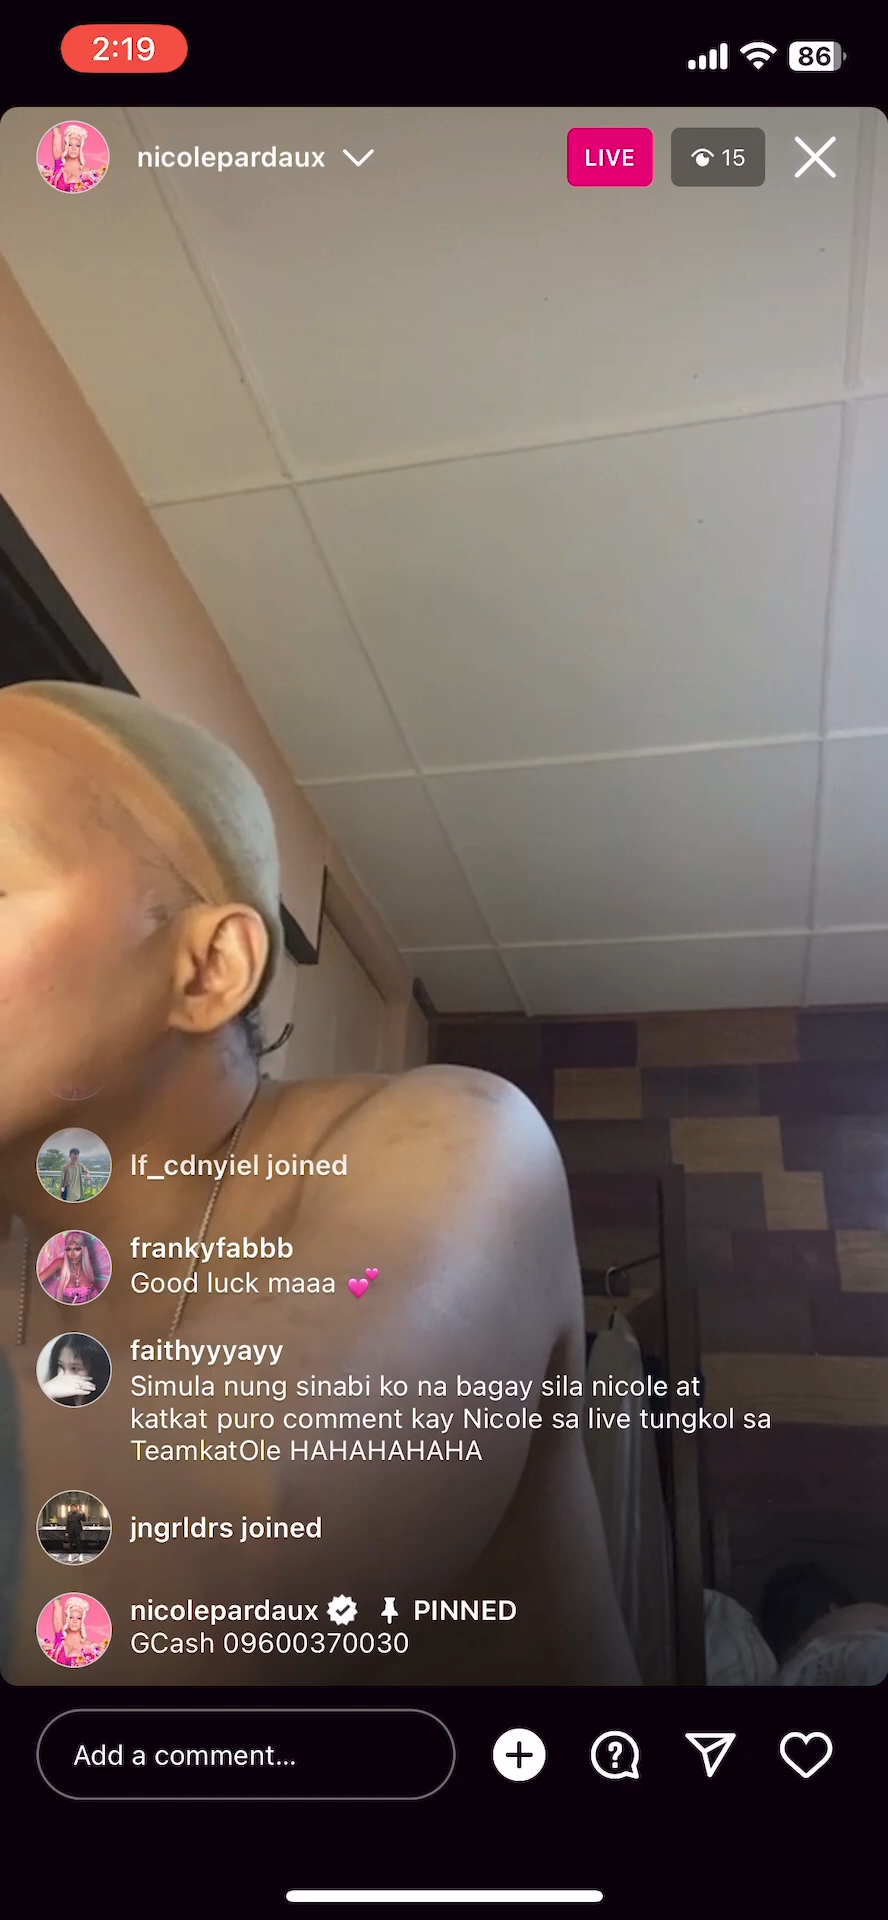 2:19
86
nicolepardaux
LIVE
15
lf_cdnyiel joined
frankyfabbb
Good luck maaa 💕
faithyyyayy
Simula nung sinabi ko na bagay sila nicole at
katkat puro comment kay Nicole sa live tungkol sa
TeamkatOle HAHAHAHAHA
jngrldrs joined
nicolepardaux PINNED
GCash 09600370030
Add a comment...